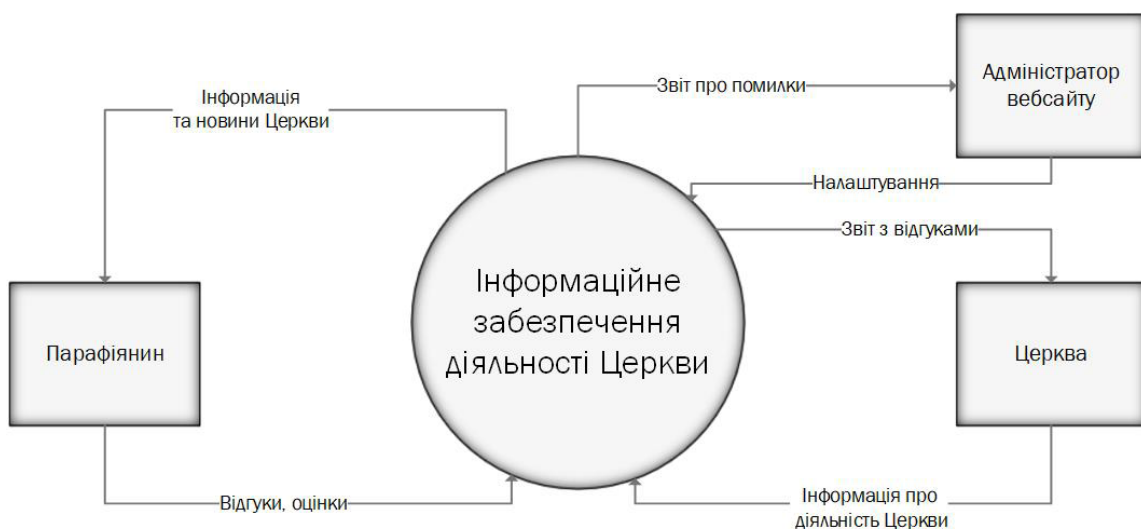 Інформація
та новини Церкви
Звіт про помилки
Адміністратор
вебсайту
Налаштування
Звіт з відгуками
Інформаційне
забезпечення
діяльності Церкви
Парафіянин
Церква
Відгуки, оцінки
Інформація про
діяльність Церкви